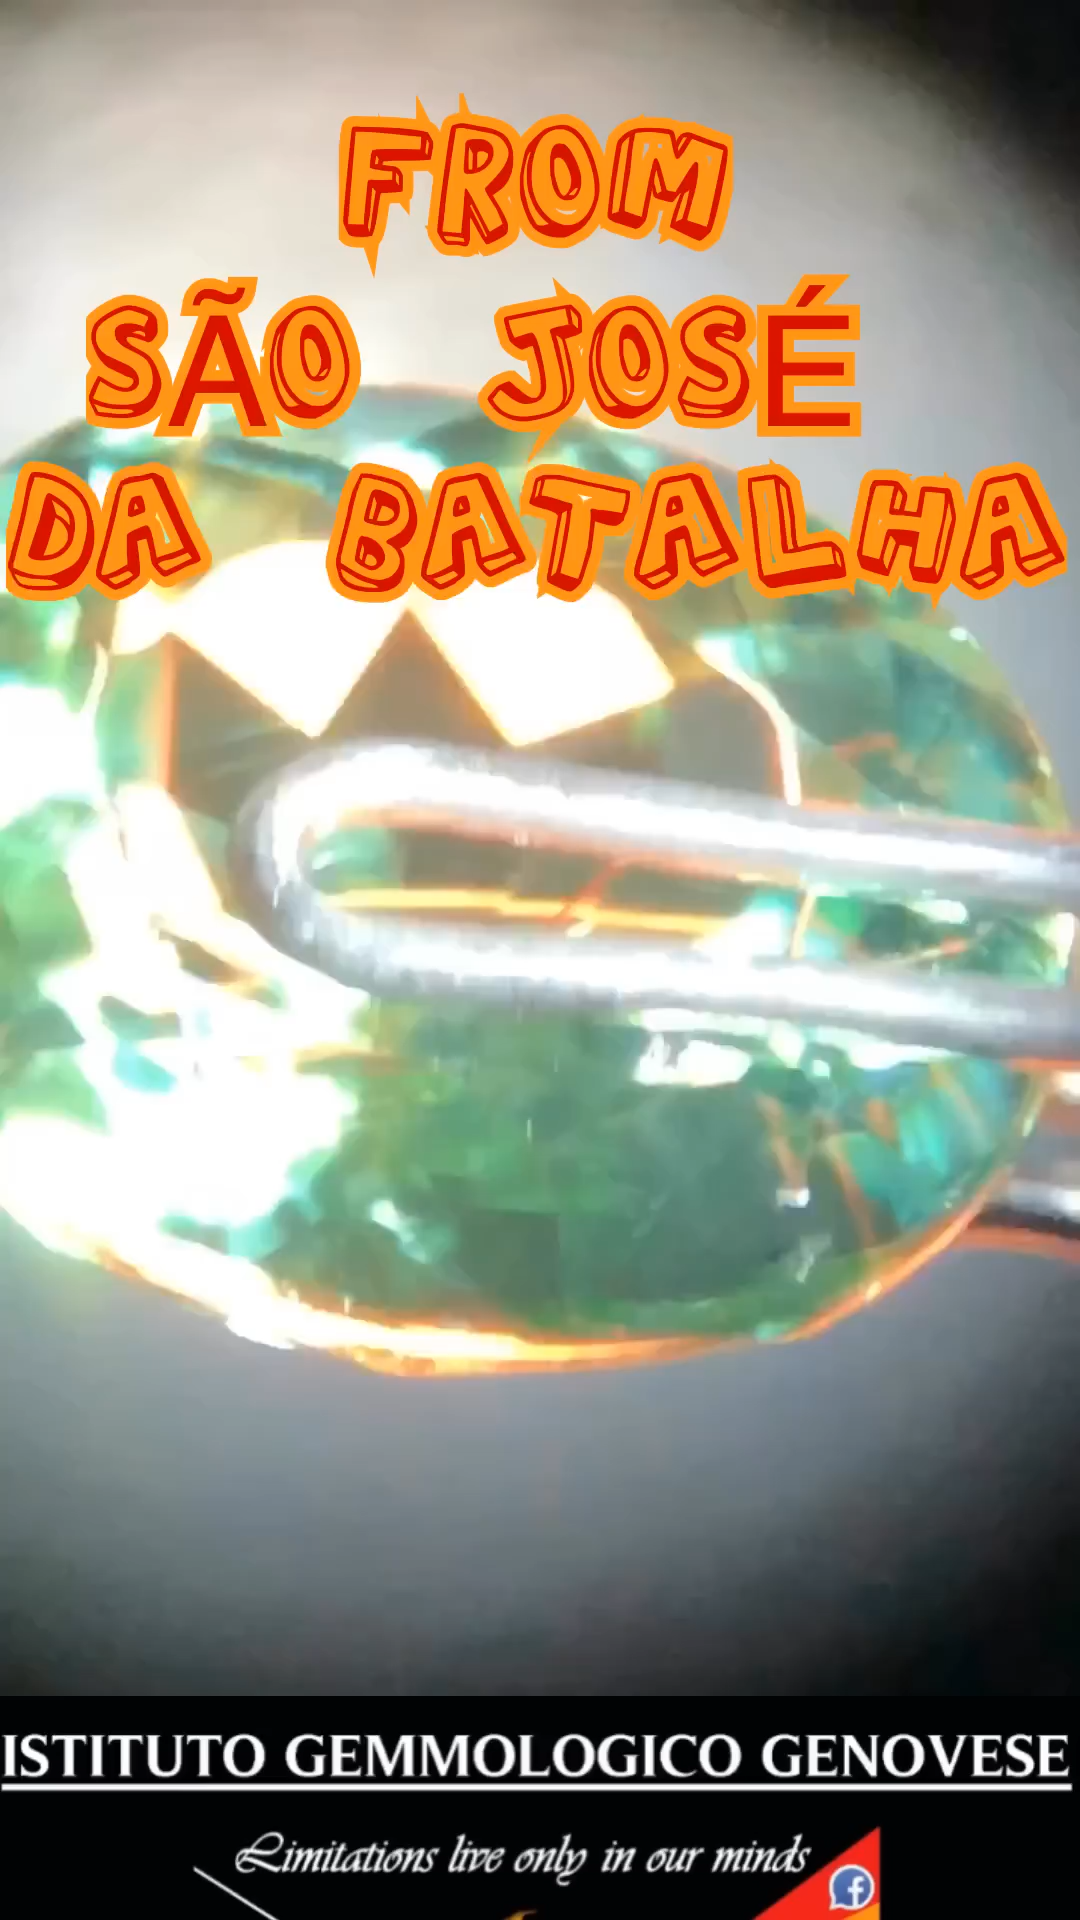 FROM
SÃO JOSÉ
DA BATALHA
ISTITUTO GEMMOLOGICO GENOVESE
Limitations live only in our minds